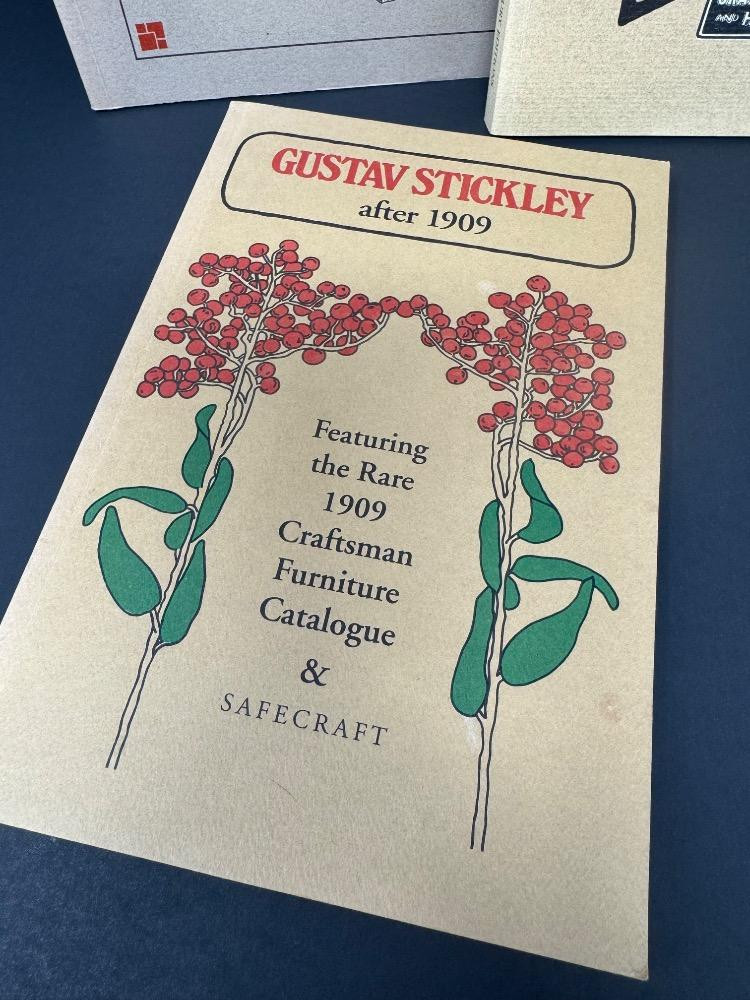 GUSTAV STICKLEY
after 1909
Featuring
the Rare
1909
Craftsman
Furniture
Catalogue
&
SAFECRAFT